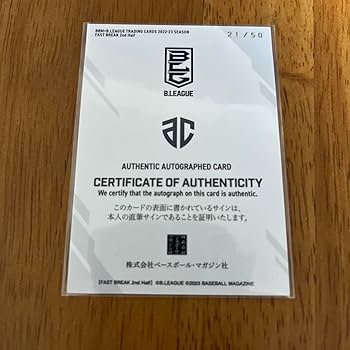 BBM×B.LEAGUE TRADING CARDS 2022-23 SEASON
FAST BREAK 2nd Half
21/50
B.LEAGUE
AUTHENTIC AUTOGRAPHED CARD
CERTIFICATE OF AUTHENTICITY
We certify that the autograph on this card is authentic.
このカードの表面に書かれているサインは、
本人の直筆サインであることを証明いたします。
株式会社ベースボール・マガジン社
[FAST BREAK 2nd Half] ©B.LEAGUE ©2023 BASEBALL MAGAZINE